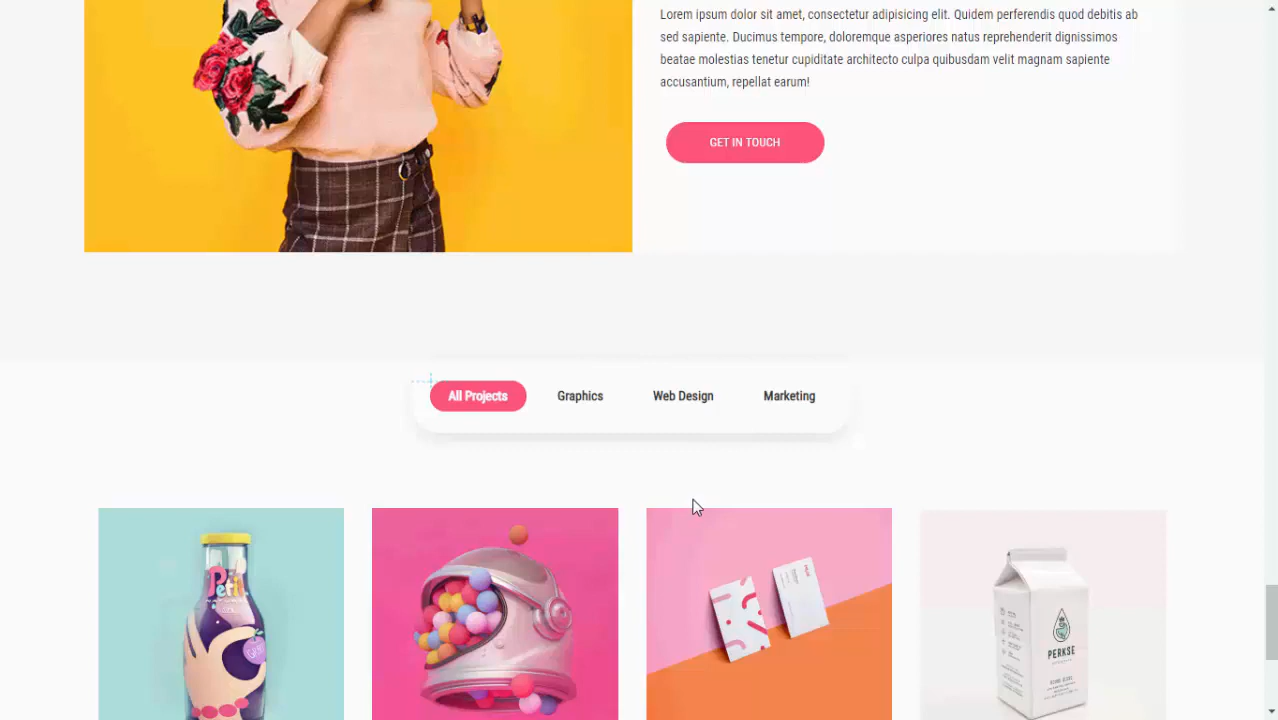 Lorem ipsum dolor sit amet, consectetur adipisicing elit. Quidem perferendis quod debitis ab
sed sapiente. Ducimus tempore, doloremque asperiores natus reprehenderit dignissimos
beatae molestias tenetur cupiditate architecto culpa quibusdam velit magnam sapiente
accusantium, repellat earum!
GET IN TOUCH
All Projects Graphics Web Design Marketing
Petit
PERKSE